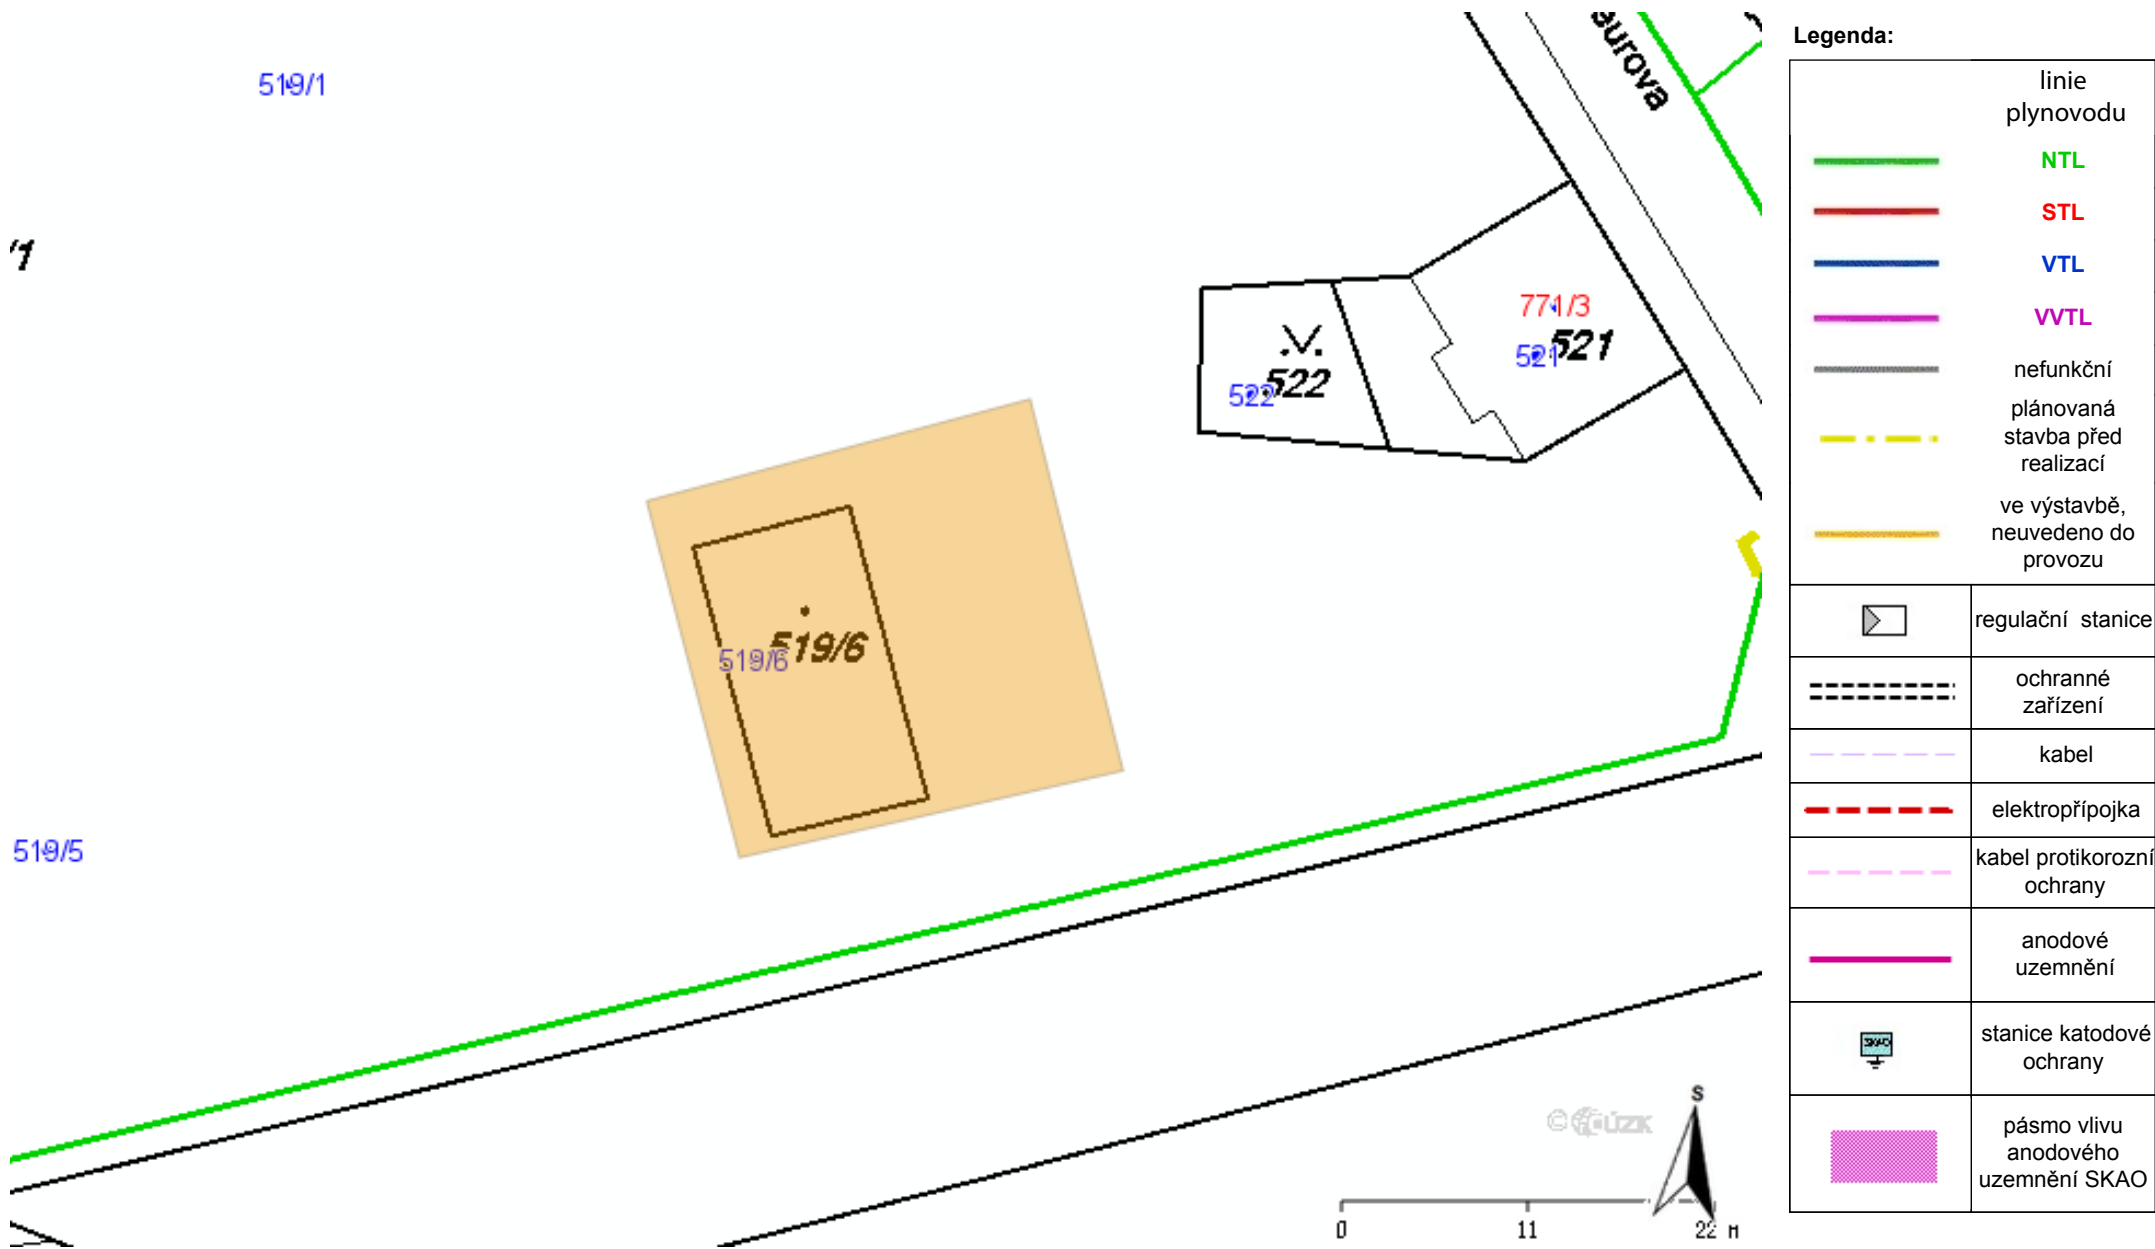 519/1
/1
aurova
771/3
521
521
522
522
519/6
519/6
519/5
© ČÚZK
S
0 11 22 M
Legenda:
linie
plynovodu
NTL
STL
VTL
VVTL
nefunkční
plánovaná
stavba před
realizací
ve výstavbě,
neuvedeno do
provozu
regulační stanice
ochranné
zařízení
kabel
elektropřípojka
kabel protikorozní
ochrany
anodové
uzemnění
SKAO
stanice katodové
ochrany
pásmo vlivu
anodového
uzemnění SKAO